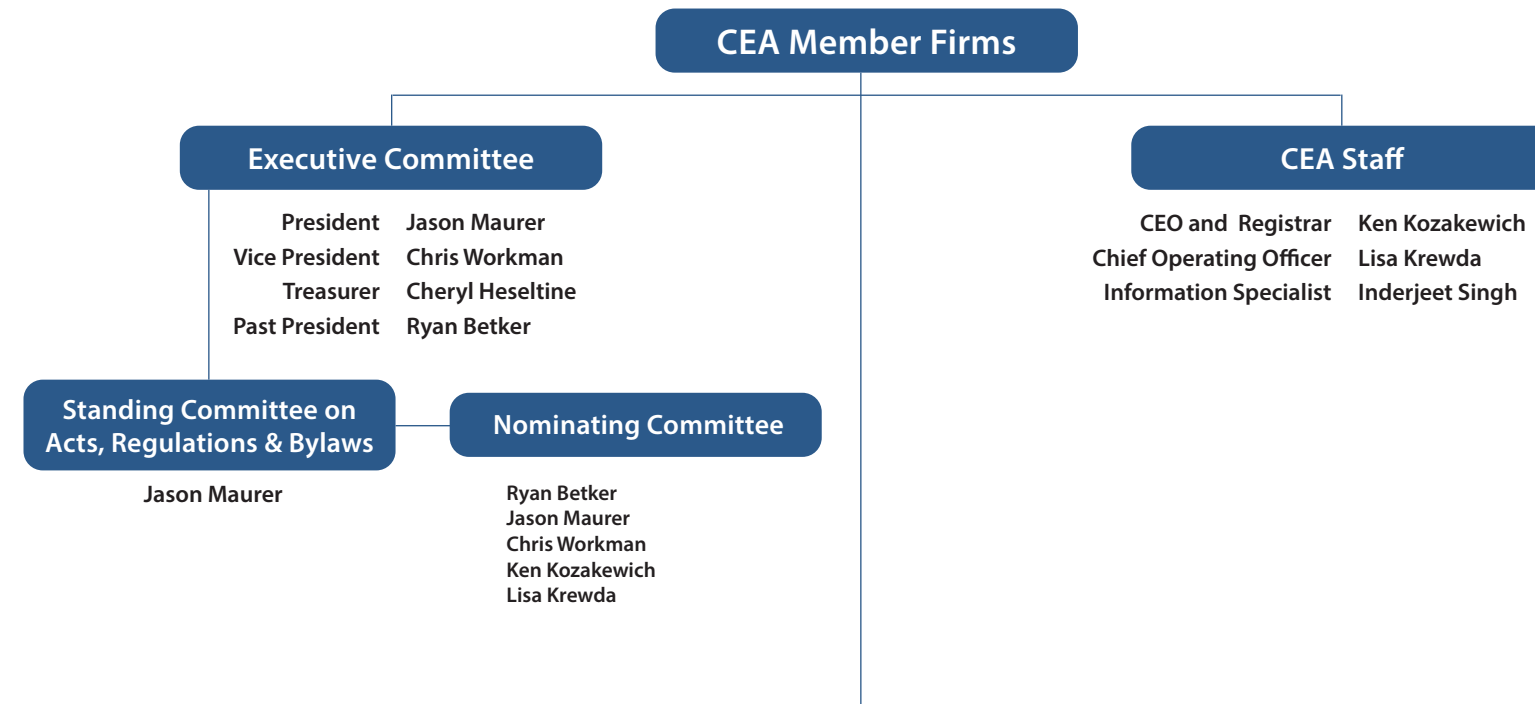 CEA Member Firms
Executive Committee
President Jason Maurer
Vice President Chris Workman
Treasurer Cheryl Heseltine
Past President Ryan Betker
CEA Staff
CEO and Registrar Ken Kozakewich
Chief Operating Officer Lisa Krewda
Information Specialist Inderjeet Singh
Standing Committee on
Acts, Regulations & Bylaws
Jason Maurer
Nominating Committee
Ryan Betker
Jason Maurer
Chris Workman
Ken Kozakewich
Lisa Krewda